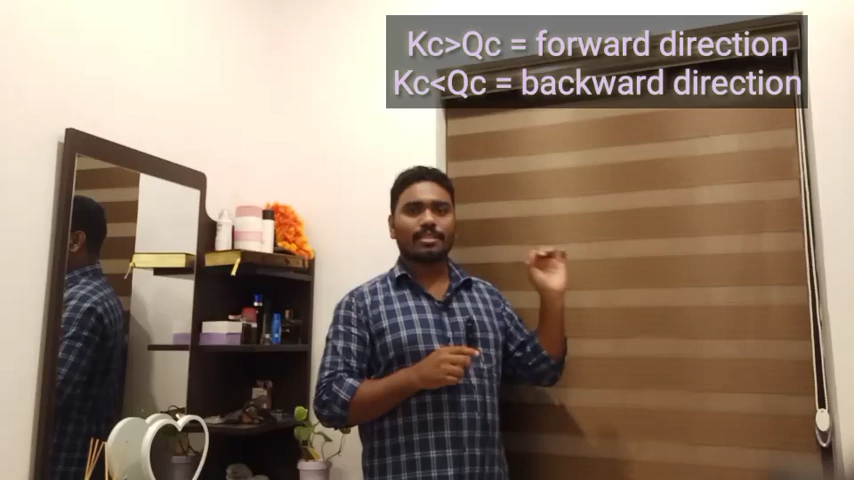 Kc>Qc = forward direction
Kc<Qc = backward direction